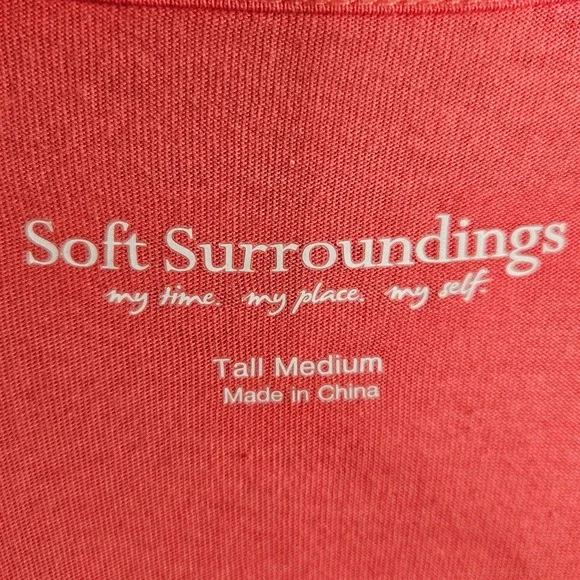 Soft Surroundings
my time. my place. my self.
Tall Medium
Made in China